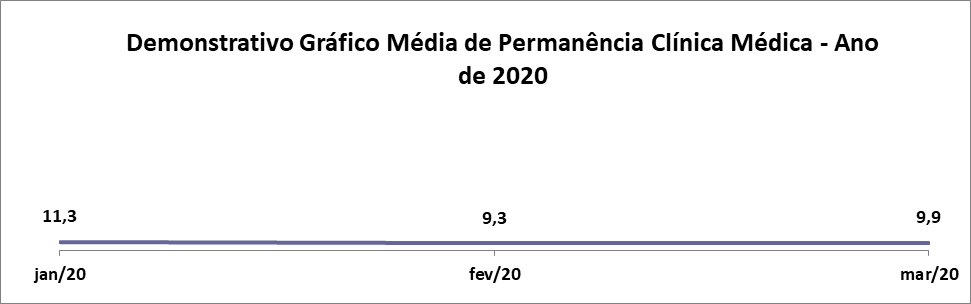 Demonstrativo Gráfico Média de Permanência Clínica Médica - Ano
de 2020
11,3 9,3 9,9
jan/20 fev/20 mar/20